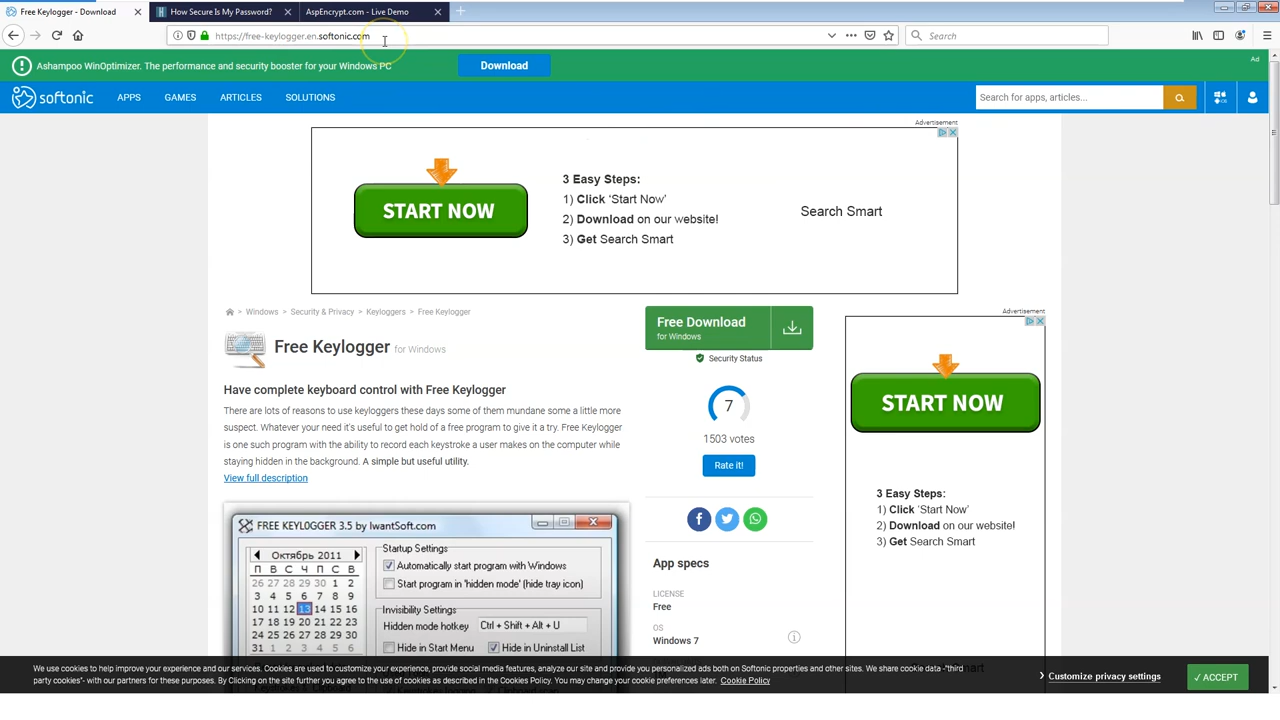 Free Keylogger - Download
How Secure Is My Password?
AspEncrypt.com - Live Demo
https://free-keylogger.en.softonic.com
Search
Ashampoo WinOptimizer. The performance and security booster for your Windows PC
Download
Ad
softonic
APPS
GAMES
ARTICLES
SOLUTIONS
Search for apps, articles...
Advertisement
START NOW
3 Easy Steps:
1) Click 'Start Now'
2) Download on our website!
3) Get Search Smart
Search Smart
> Windows > Security & Privacy > Keyloggers > Free Keylogger
Free Keylogger for Windows
Have complete keyboard control with Free Keylogger
There are lots of reasons to use keyloggers these days some of them mundane some a little more
suspect. Whatever your need it's useful to get hold of a free program to give it a try. Free Keylogger
is one such program with the ability to record each keystroke a user makes on the computer while
staying hidden in the background. A simple but useful utility.
View full description
FREE KEYLOGGER 3.5 by IwantSoft.com
Октябрь 2011
П В С Ч П В С
26 27 28 29 30 1 2
3 4 5 6 7 8 9
10 11 12 13 14 15 16
17 18 19 20 21 22 23
24 25 26 27 28 29 30
31 1 2 3 4 5 6
Startup Settings
Automatically start program with Windows
Start program in 'hidden mode' (hide tray icon)
Invisibility Settings
Hidden mode hotkey
Ctrl + Shift + Alt + U
Hide in Start Menu
Hide in Uninstall List
Free Download
for Windows
Security Status
7
1503 votes
Rate it!
App specs
LICENSE
Free
OS
Windows 7
Advertisement
START NOW
3 Easy Steps:
1) Click 'Start Now'
2) Download on our website!
3) Get Search Smart
We use cookies to help improve your experience and our services. Cookies are used to customize your experience, provide social media features, analyze our site and provide you personalized ads both on Softonic properties and other sites. We share cookie data -"third
party cookies"- with our partners for these purposes. By Clicking on the site further you agree to the use of cookies as described in the Cookies Policy. You may change your cookie preferences later. Cookie Policy
Customize privacy settings
✓ ACCEPT